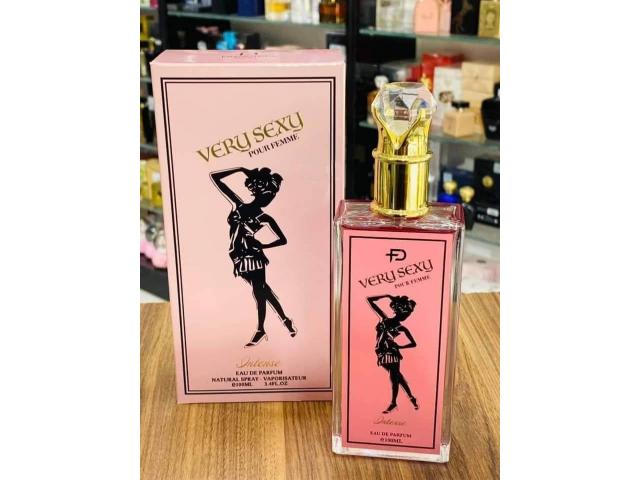 VERY SEXY
POUR FEMME
Intense
EAU DE PARFUM
NATURAL SPRAY - VAPORISATEUR
℮100ML 3.4FL.OZ
FD
VERY SEXY
POUR FEMME
Intense
EAU DE PARFUM
℮100ML